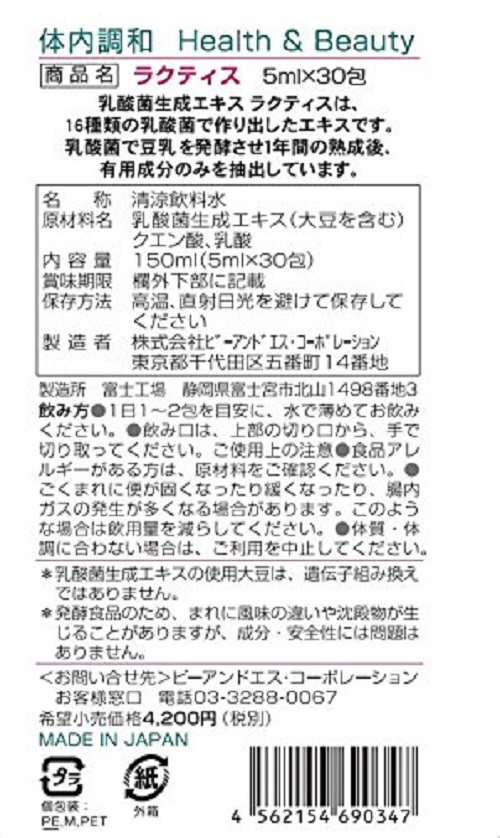 体内調和 Health & Beauty
商品名 ラクティス 5ml×30包
乳酸菌生成エキス ラクティスは、
16種類の乳酸菌で作り出したエキスです。
乳酸菌で豆乳を発酵させ1年間の熟成後、
有用成分のみを抽出しています。
名 称 清涼飲料水
原材料名 乳酸菌生成エキス(大豆を含む)
クエン酸、乳酸
内容量 150ml(5ml×30包)
賞味期限 欄外下部に記載
保存方法 高温、直射日光を避けて保存して
ください
製造者 株式会社ビーアンドエス・コーポレーション
東京都千代田区五番町14番地
製造所 富士工場 静岡県富士宮市北山1498番地3
飲み方●1日1~2包を目安に、水で薄めてお飲み
ください。●飲み口は、上部の切り口から、手で
切り取ってください。ご使用上の注意●食品アレ
ルギーがある方は、原材料をご確認ください。●
ごくまれに便が固くなったり緩くなったり、腸内
ガスの発生が多くなる場合があります。このよう
な場合は飲用量を減らしてください。●体質・体
調に合わない場合は、ご利用を中止してください。
*乳酸菌生成エキスの使用大豆は、遺伝子組み換え
ではありません。
*発酵食品のため、まれに風味の違いや沈殿物が生
じることがありますが、成分・安全性には問題は
ありません。
<お問い合せ先>ビーアンドエス・コーポレーション
お客様窓口 電話03-3288-0067
希望小売価格4,200円(税別)
MADE IN JAPAN
プラ
紙
個包装:
PE,M,PET
外箱
4 562154 690347